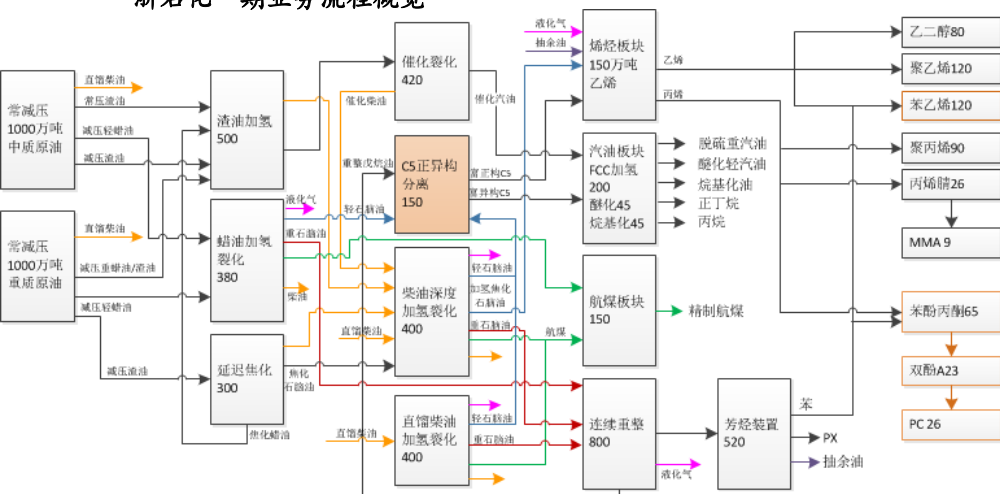 浙石化一期业务流程概览
常减压
1000万吨
中质原油
直馏柴油
常压渣油
减压轻蜡油
减压渣油
常减压
1000万吨
重质原油
直馏柴油
减压重蜡油/渣油
减压轻蜡油
减压渣油
渣油加氢
500
蜡油加氢
裂化
380
延迟焦化
300
焦化蜡油
液化气
轻石脑油
重石脑油
柴油
焦化
石脑油
催化裂化
420
催化柴油
催化汽油
重整戊烷油
C5正异构
分离
150
富正构C5
富异构C5
柴油深度
加氢裂化
400
直馏柴油
轻石脑油
加氢焦化
石脑油
重石脑油
航煤
直馏柴油
加氢裂化
400
直馏柴油
轻石脑油
重石脑油
液化气
抽余油
烯烃板块
150万吨
乙烯
乙烯
丙烯
汽油板块
FCC加氢
200
醚化45
烷基化45
脱硫重汽油
醚化轻汽油
烷基化油
正丁烷
丙烷
航煤板块
150
精制航煤
连续重整
800
液化气
芳烃装置
520
苯
PX
抽余油
乙二醇80
聚乙烯120
苯乙烯120
聚丙烯90
丙烯腈26
MMA 9
苯酚丙酮65
双酚A23
PC 26